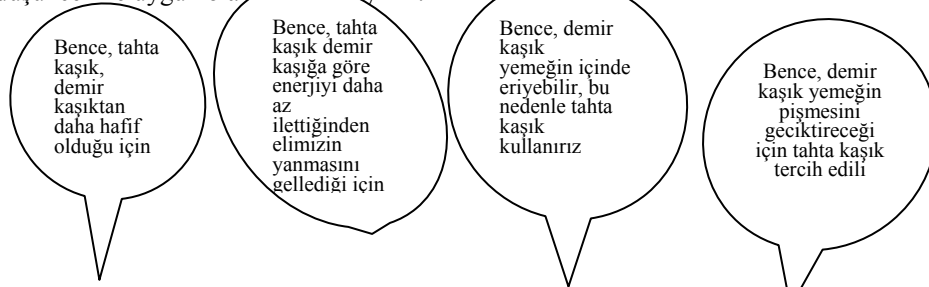 Bence, tahta
kaşık,
demir
kaşıktan
daha hafif
olduğu için
Bence, tahta
kaşık demir
kaşığa göre
enerjiyi daha
az
ilettiğinden
elimizin
yanmasını
gellediği için
Bence, demir
kaşık
yemeğin içinde
eriyebilir, bu
nedenle tahta
kaşık
kullanırız
Bence, demir
kaşık yemeğin
pişmesini
geciktireceği
için tahta kaşık
tercih edili